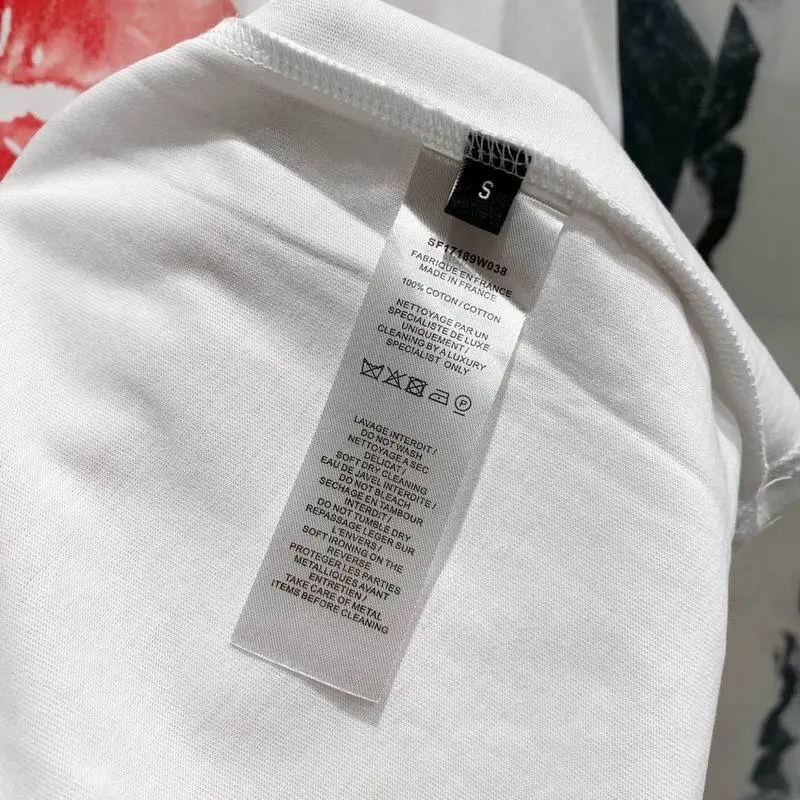 S
SF17189W038
FABRIQUE EN FRANCE
MADE IN FRANCE
100% COTON / COTTON
NETTOYAGE PAR UN
SPECIALISTE DE LUXE
UNIQUEMENT /
CLEANING BY A LUXURY
SPECIALIST ONLY
P
LAVAGE INTERDIT /
DO NOT WASH
NETTOYAGE A SEC
DELICAT /
SOFT DRY CLEANING
EAU DE JAVEL INTERDITE /
DO NOT BLEACH
SECHAGE EN TAMBOUR
INTERDIT /
DO NOT TUMBLE DRY
REPASSAGE LEGER SUR
L'ENVERS /
SOFT IRONING ON THE
REVERSE
PROTEGER LES PARTIES
METALLIQUES AVANT
ENTRETIEN /
TAKE CARE OF METAL
ITEMS BEFORE CLEANING